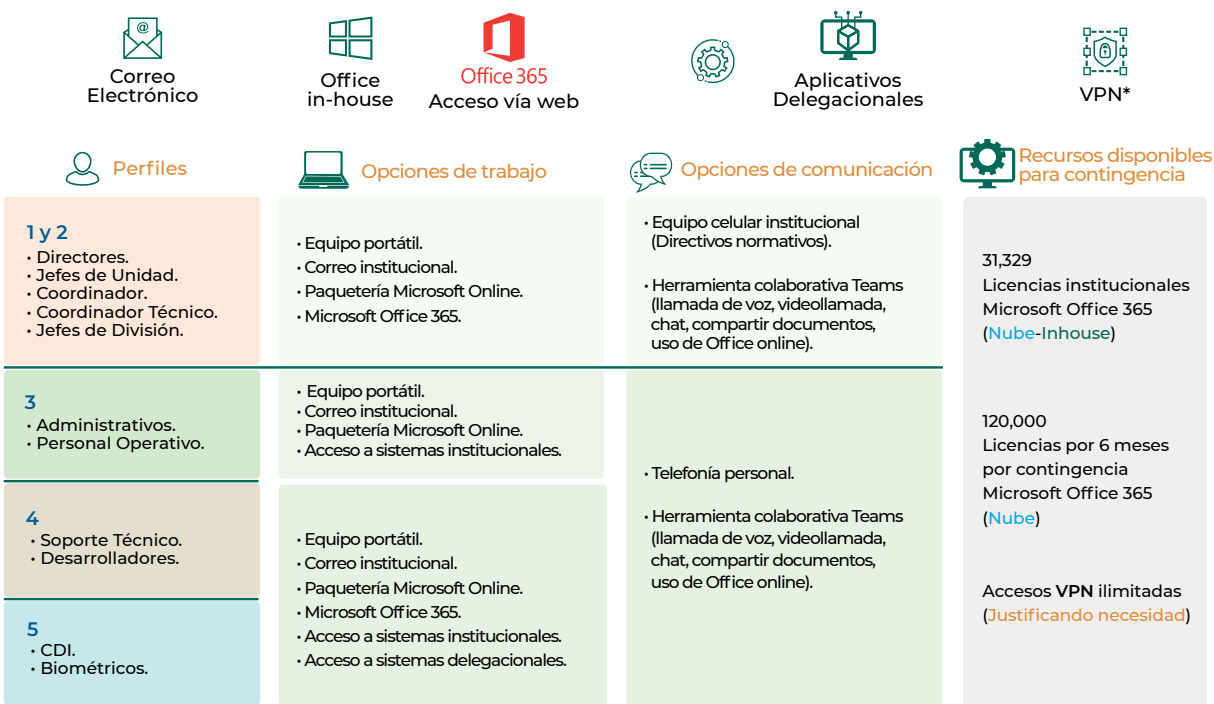 @
Correo
Electrónico
Office
in-house
Office 365
Acceso vía web
Aplicativos
Delegacionales
VPN*
Perfiles
Opciones de trabajo
Opciones de comunicación
Recursos disponibles
para contingencia
1 y 2
• Directores.
• Jefes de Unidad.
• Coordinador.
• Coordinador Técnico.
• Jefes de División.
• Equipo portátil.
• Correo institucional.
• Paquetería Microsoft Online.
• Microsoft Office 365.
• Equipo celular institucional
(Directivos normativos).
• Herramienta colaborativa Teams
(llamada de voz, videollamada,
chat, compartir documentos,
uso de Office online).
3
• Administrativos.
• Personal Operativo.
• Equipo portátil.
• Correo institucional.
• Paquetería Microsoft Online.
• Acceso a sistemas institucionales.
4
• Soporte Técnico.
• Desarrolladores.
5
• CDI.
• Biométricos.
• Equipo portátil.
• Correo institucional.
• Paquetería Microsoft Online.
• Microsoft Office 365.
• Acceso a sistemas institucionales.
• Acceso a sistemas delegacionales.
• Telefonía personal.
• Herramienta colaborativa Teams
(llamada de voz, videollamada,
chat, compartir documentos,
uso de Office online).
31,329
Licencias institucionales
Microsoft Office 365
(Nube-Inhouse)
120,000
Licencias por 6 meses
por contingencia
Microsoft Office 365
(Nube)
Accesos VPN ilimitadas
(Justificando necesidad)